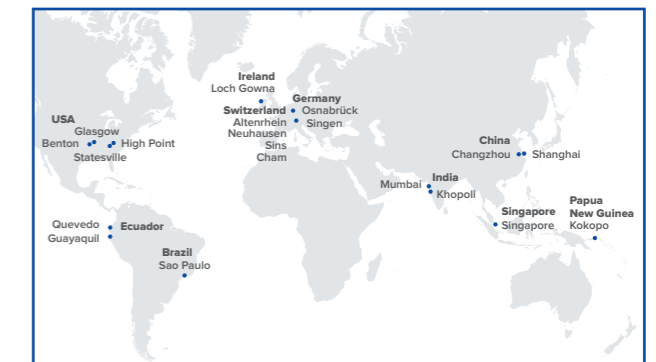 Ireland
Loch Gowna
Germany
Switzerland
Osnabrück
Altenrhein
Singen
Neuhausen
Sins
Cham
USA
Glasgow
Benton
High Point
Statesville
China
Changzhou
Shanghai
Mumbai
India
Khopoli
Singapore
Singapore
Papua
New Guinea
Kokopo
Quevedo
Ecuador
Guayaquil
Brazil
Sao Paulo